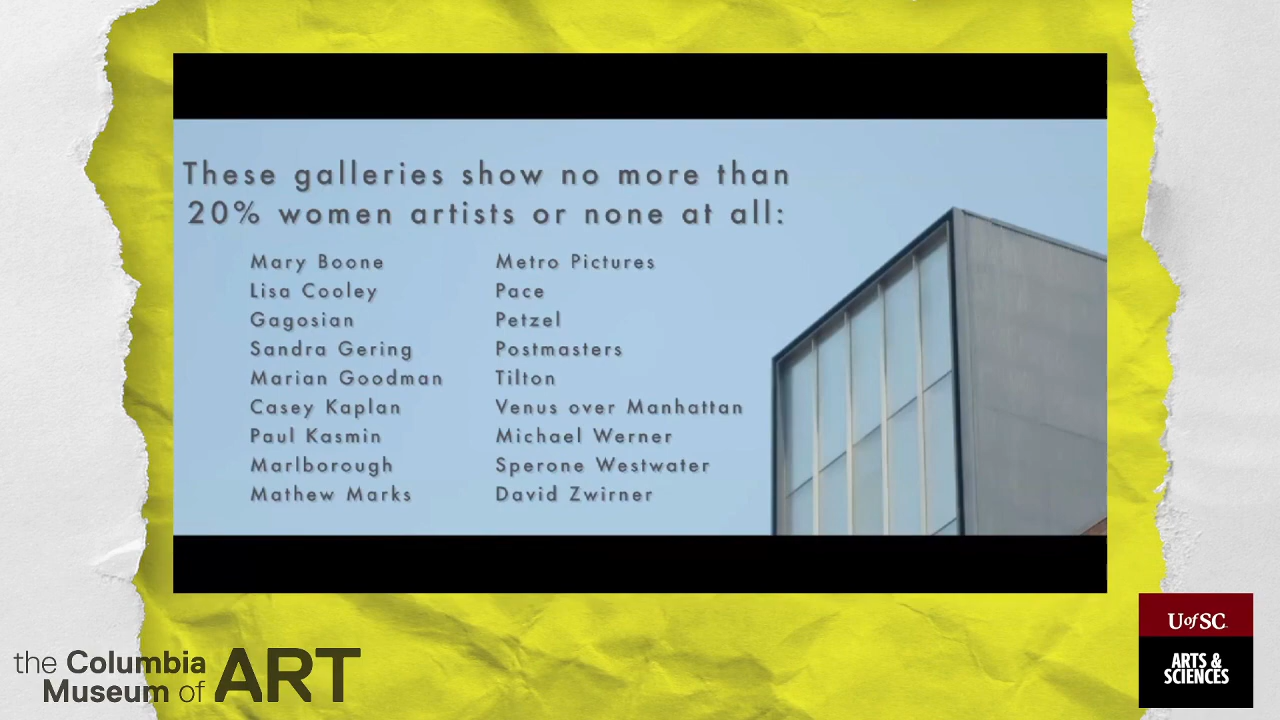 These galleries show no more than
20% women artists or none at all:
Mary Boone
Lisa Cooley
Gagosian
Sandra Gering
Marian Goodman
Casey Kaplan
Paul Kasmin
Marlborough
Mathew Marks
Metro Pictures
Pace
Petzel
Postmasters
Tilton
Venus over Manhattan
Michael Werner
Sperone Westwater
David Zwirner
the Columbia
Museum of ART
UofSC
ARTS &
SCIENCES